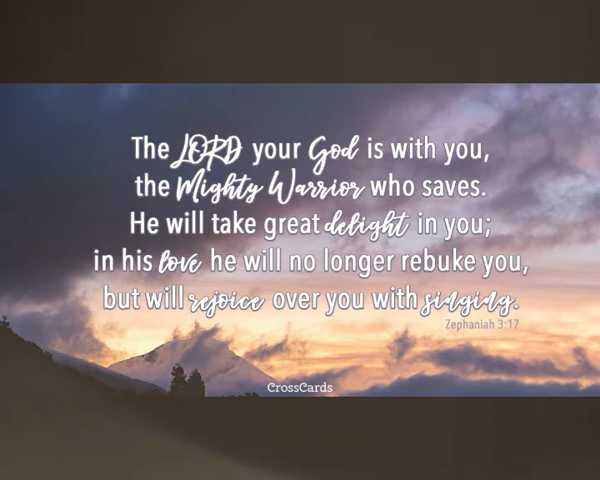 The LORD your God is with you,
the Mighty Warrior who saves.
He will take great delight in you;
in his love he will no longer rebuke you,
but will rejoice over you with singing.
Zephaniah 3:17
CrossCards